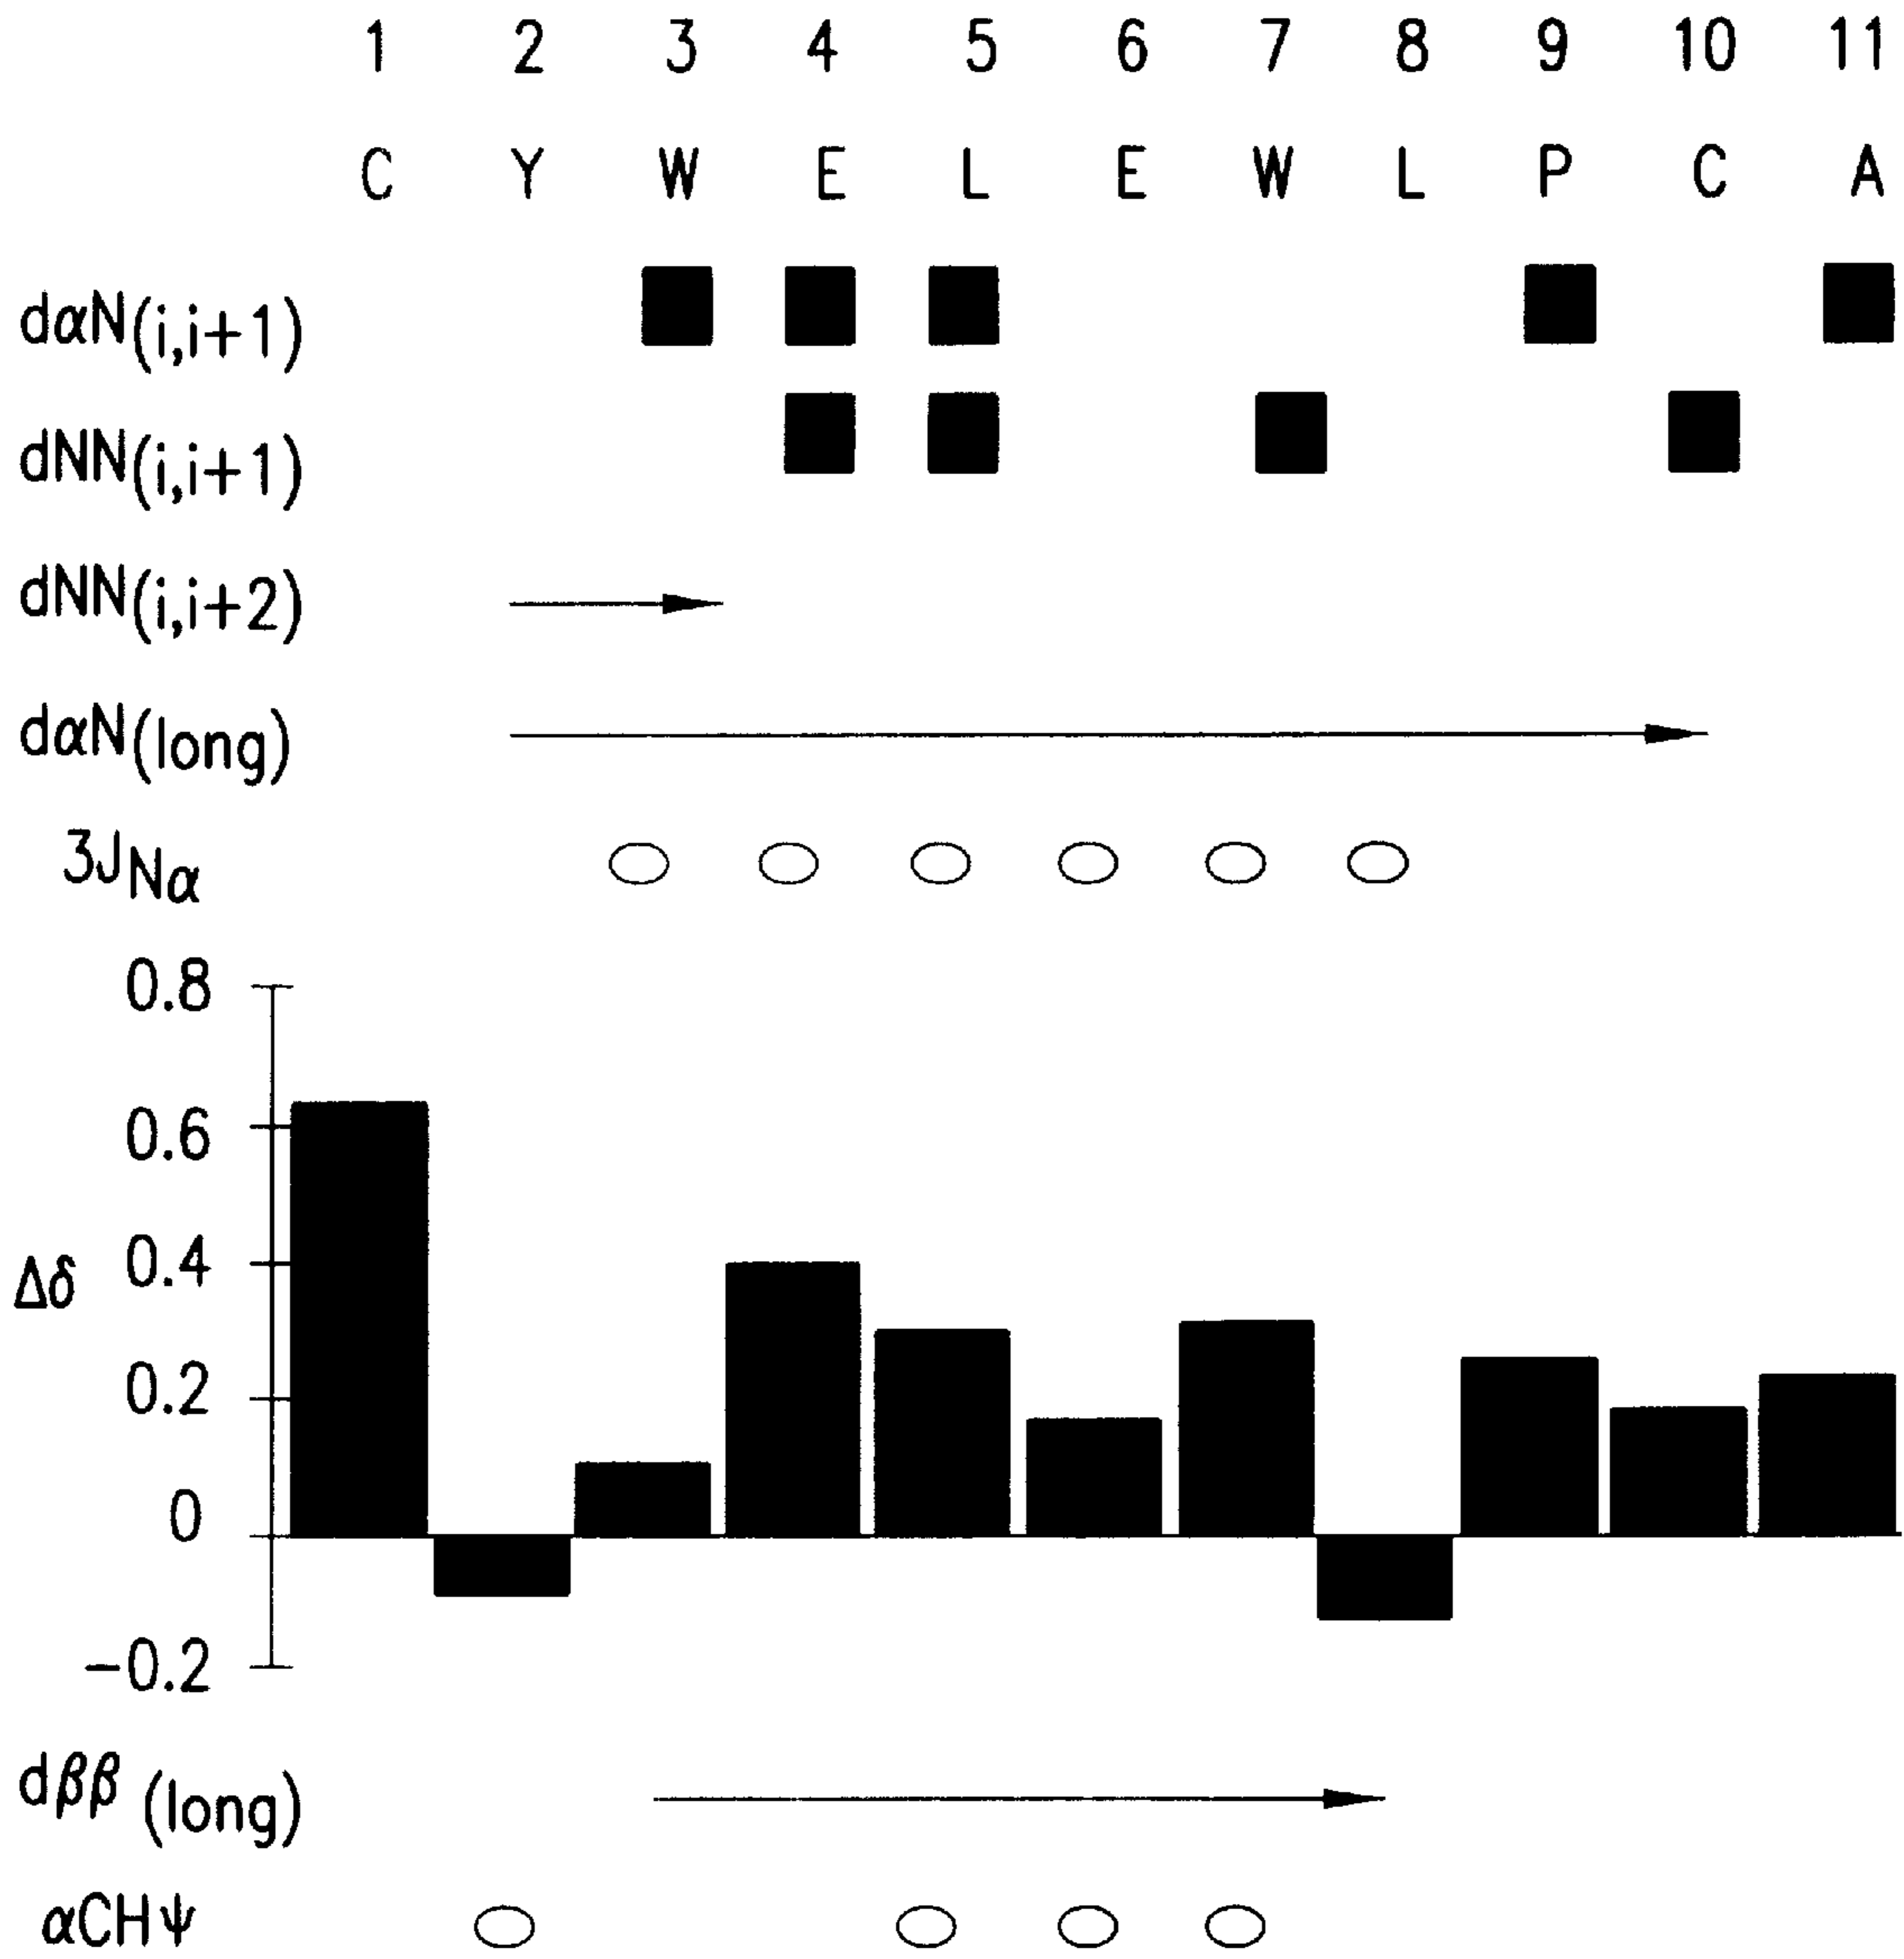 1 2 3 4 5 6 7 8 9 10 11
C Y W E L E W L P C A
dαN(i,i+1)
dNN(i,i+1)
dNN(i,i+2)
dαN(long)
3JNα
0.8
0.6
0.4
Δδ
0.2
0
−0.2
dββ (long)
αCHψ